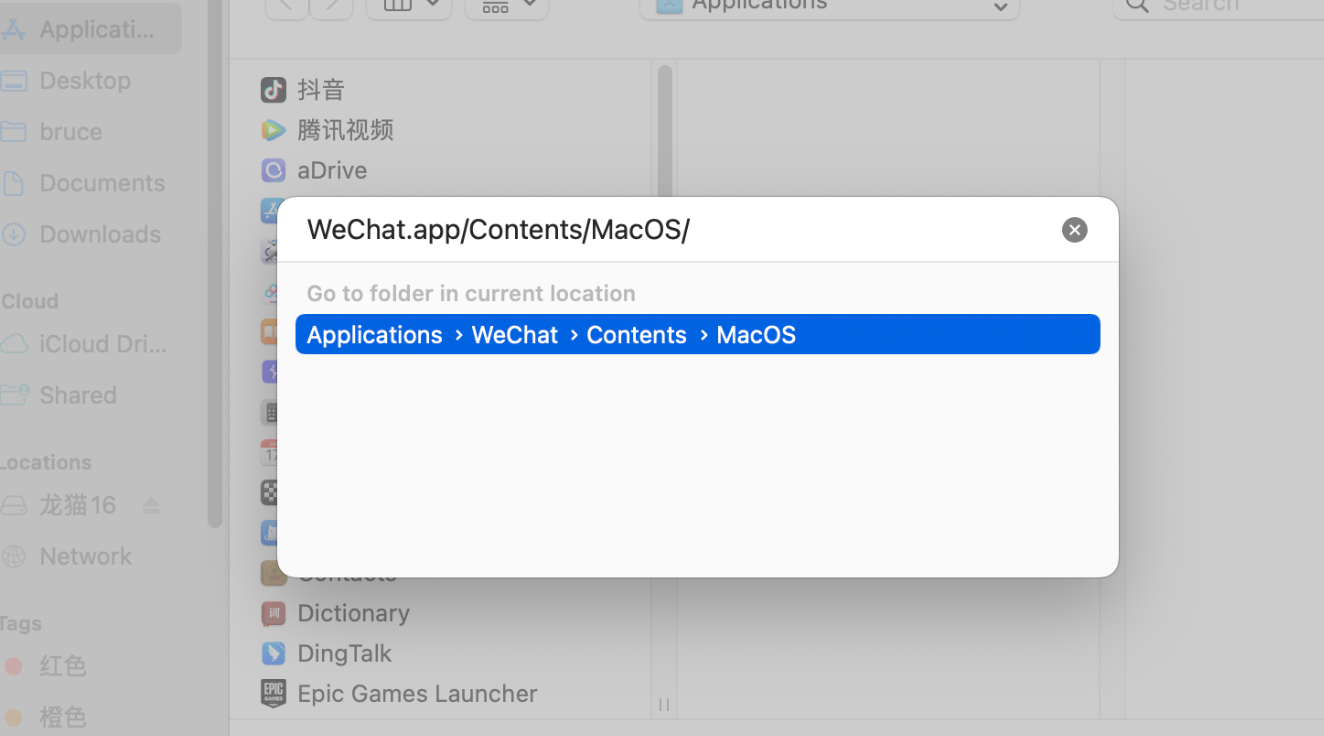 Applicati...
Desktop
bruce
Documents
Downloads
Cloud
iCloud Dri...
Shared
Locations
龙猫16
Network
Tags
红色
橙色
Applications
Search
抖音
腾讯视频
aDrive
WeChat.app/Contents/MacOS/
Go to folder in current location
Applications › WeChat › Contents › MacOS
Contacts
Dictionary
DingTalk
Epic Games Launcher